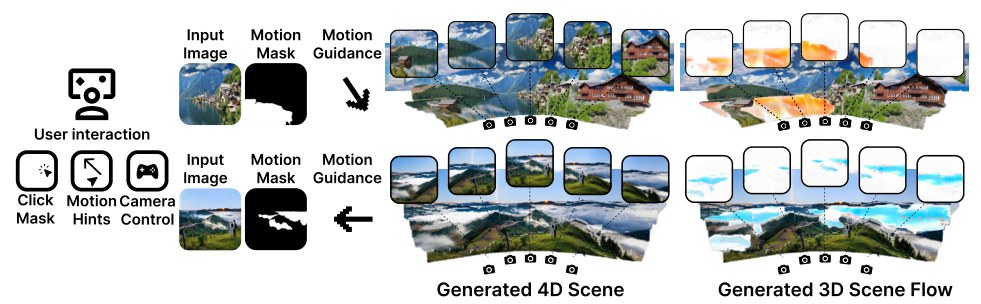 Input
Image
Motion
Mask
Motion
Guidance
User interaction
Click
Mask
Motion
Hints
Camera
Control
Input
Image
Motion
Mask
Motion
Guidance
Generated 4D Scene
Generated 3D Scene Flow